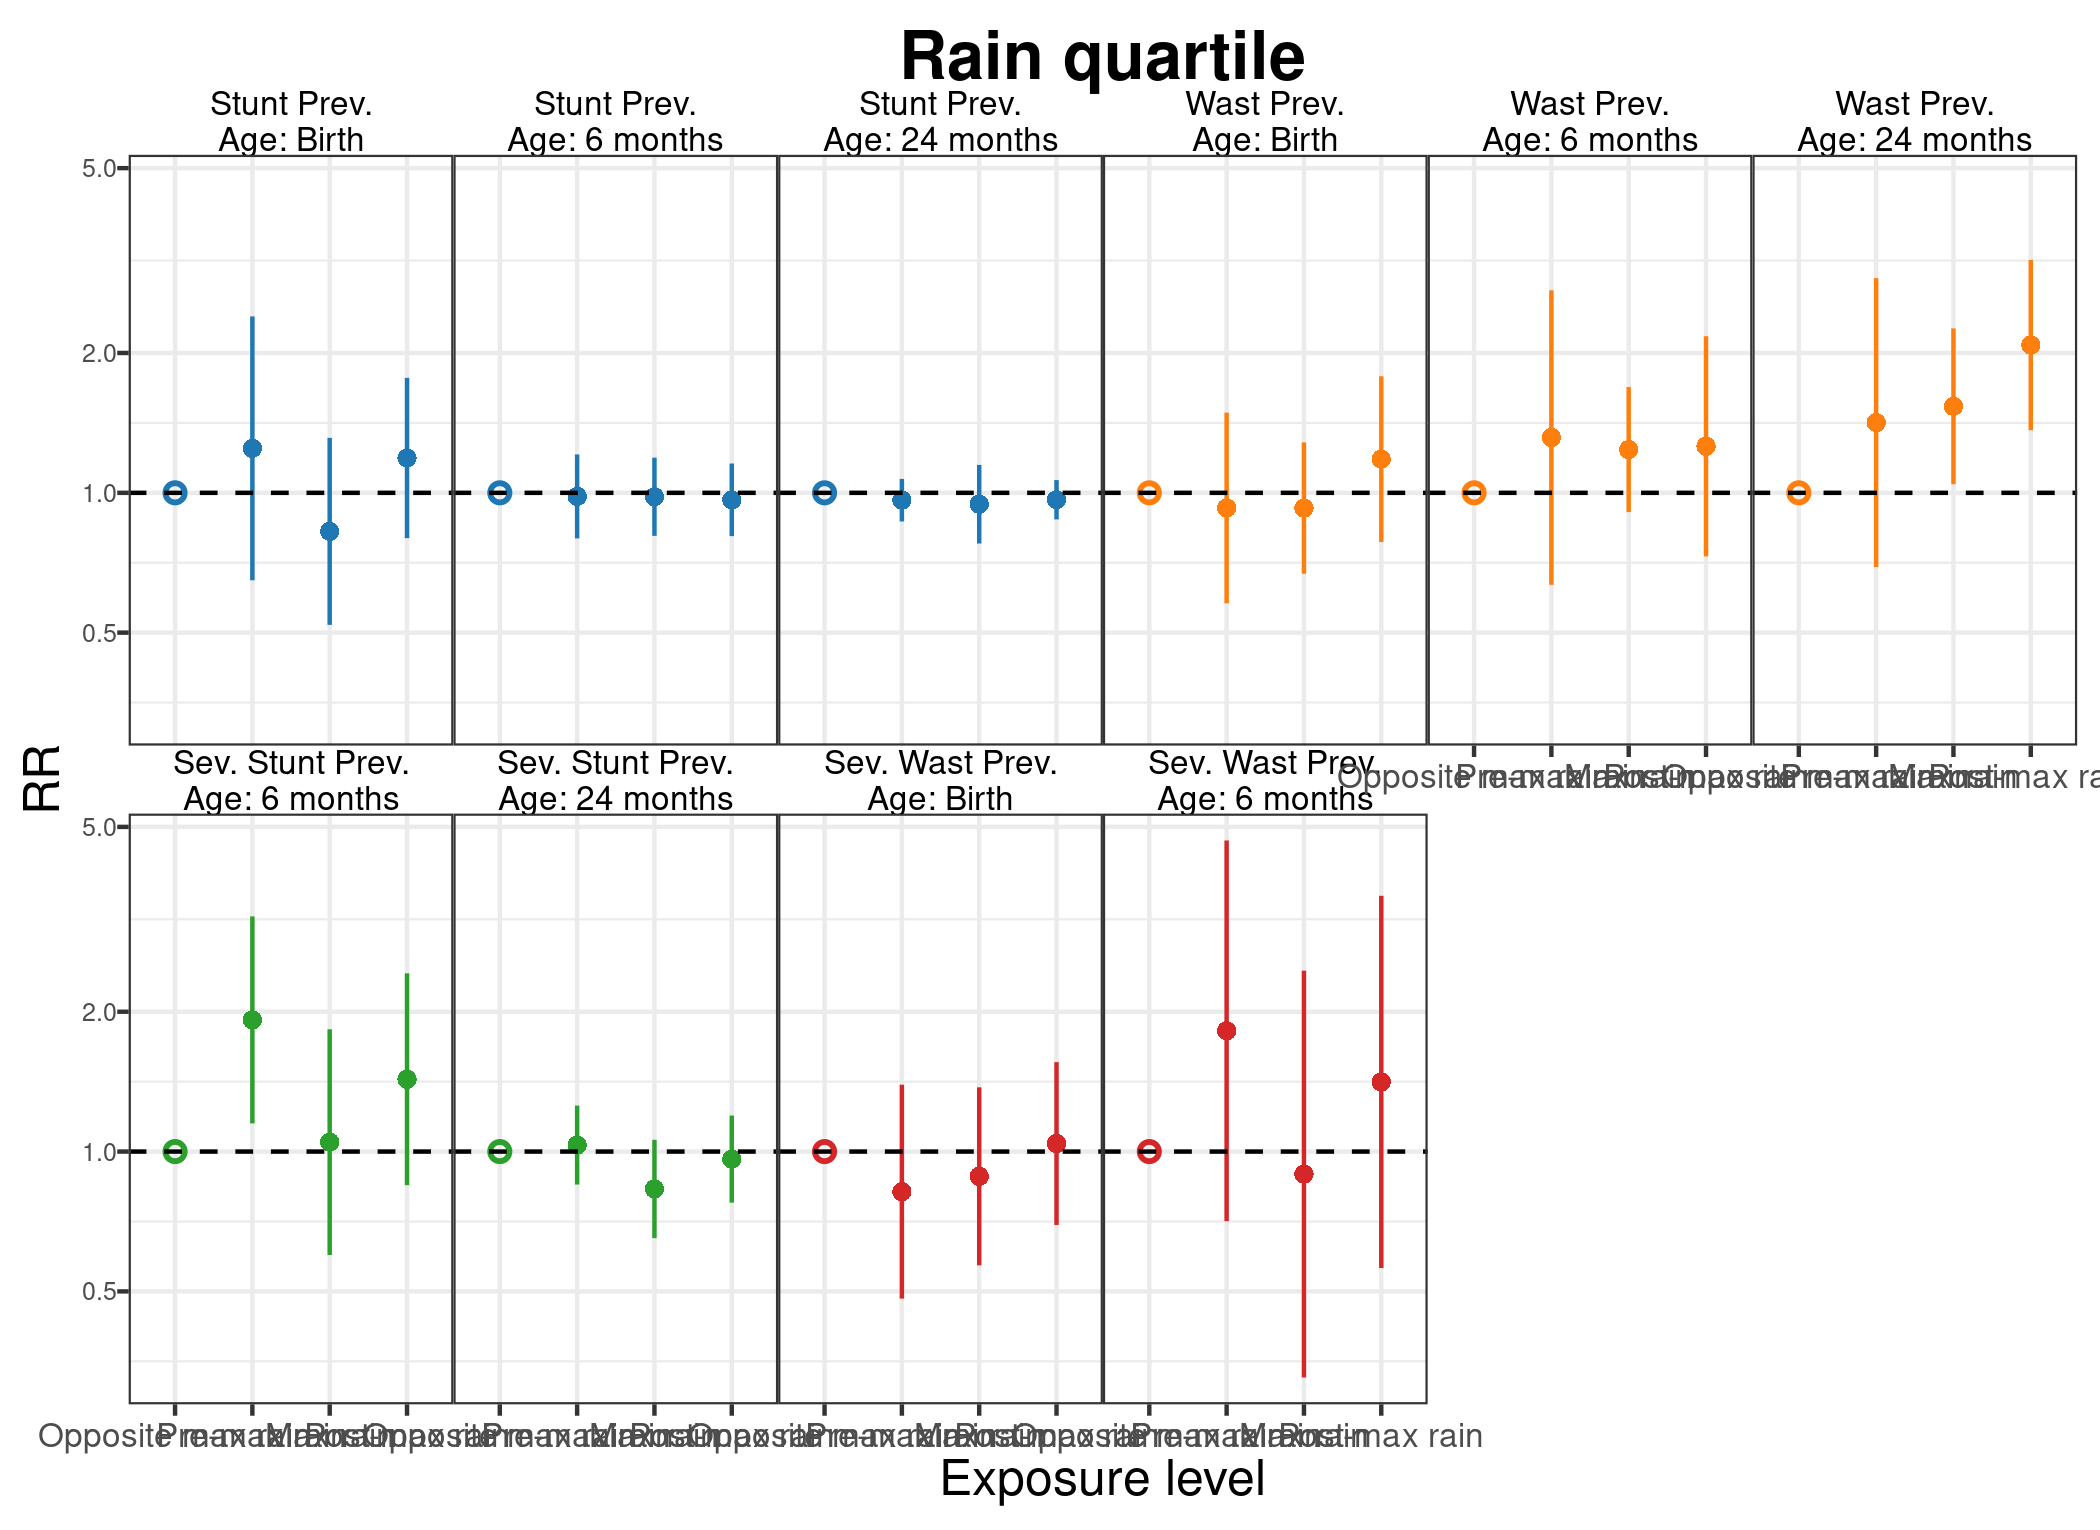 Rain quartile
Stunt Prev.
Age: Birth
Stunt Prev.
Age: 6 months
Stunt Prev.
Age: 24 months
Wast Prev.
Age: Birth
Wast Prev.
Age: 6 months
Wast Prev.
Age: 24 months
5.0
2.0
1.0
0.5
RR
Sev. Stunt Prev.
Age: 6 months
Sev. Stunt Prev.
Age: 24 months
Sev. Wast Prev.
Age: Birth
Sev. Wast Prev.
Age: 6 months
5.0
2.0
1.0
0.5
Opposite
max rain
Exposure level